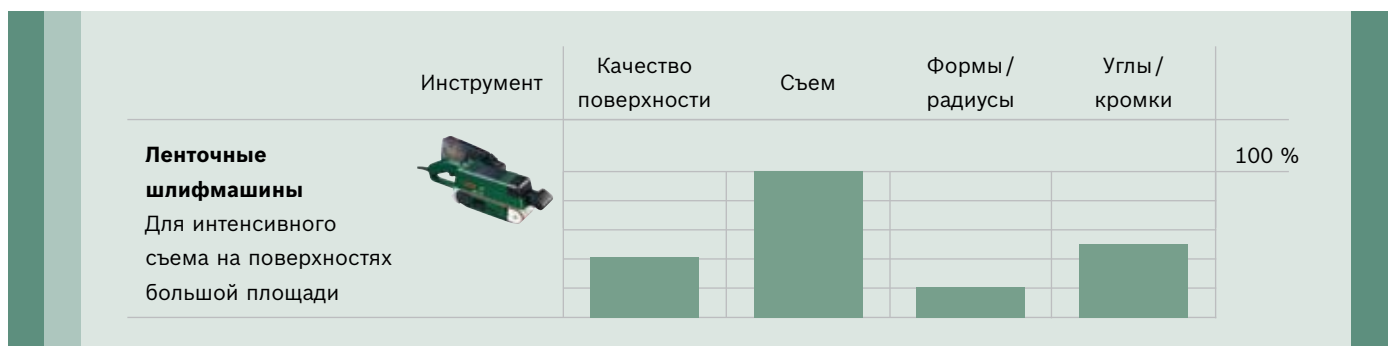 Инструмент
Качество
поверхности
Съем
Формы/
радиусы
Углы/
кромки
Ленточные
шлифмашины
Для интенсивного
съема на поверхностях
большой площади
100 %